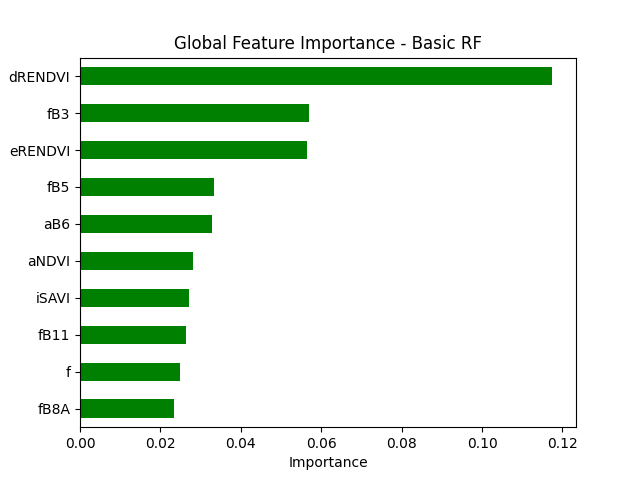 Global Feature Importance - Basic RF
dRENDVI
fB3
eRENDVI
fB5
aB6
aNDVI
iSAVI
fB11
f
fB8A
0.00 0.02 0.04 0.06 0.08 0.10 0.12
Importance